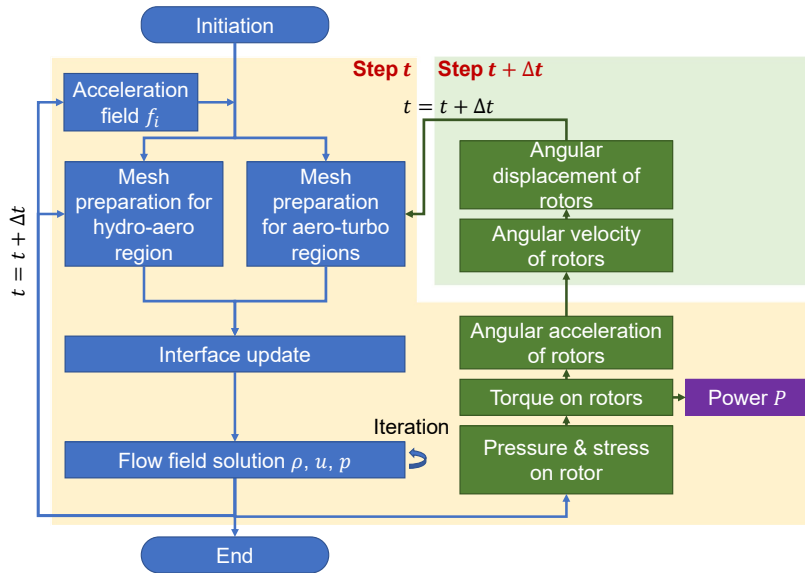 Initiation
Step t
Step t + Δt
Acceleration
field fᵢ
t = t + Δt
Mesh
preparation for
hydro-aero
region
Mesh
preparation
for aero-turbo
regions
Angular
displacement of
rotors
Angular velocity
of rotors
t = t + Δt
Interface update
Angular acceleration
of rotors
Torque on rotors
Power P
Iteration
Flow field solution ρ, u, p
Pressure & stress
on rotor
End